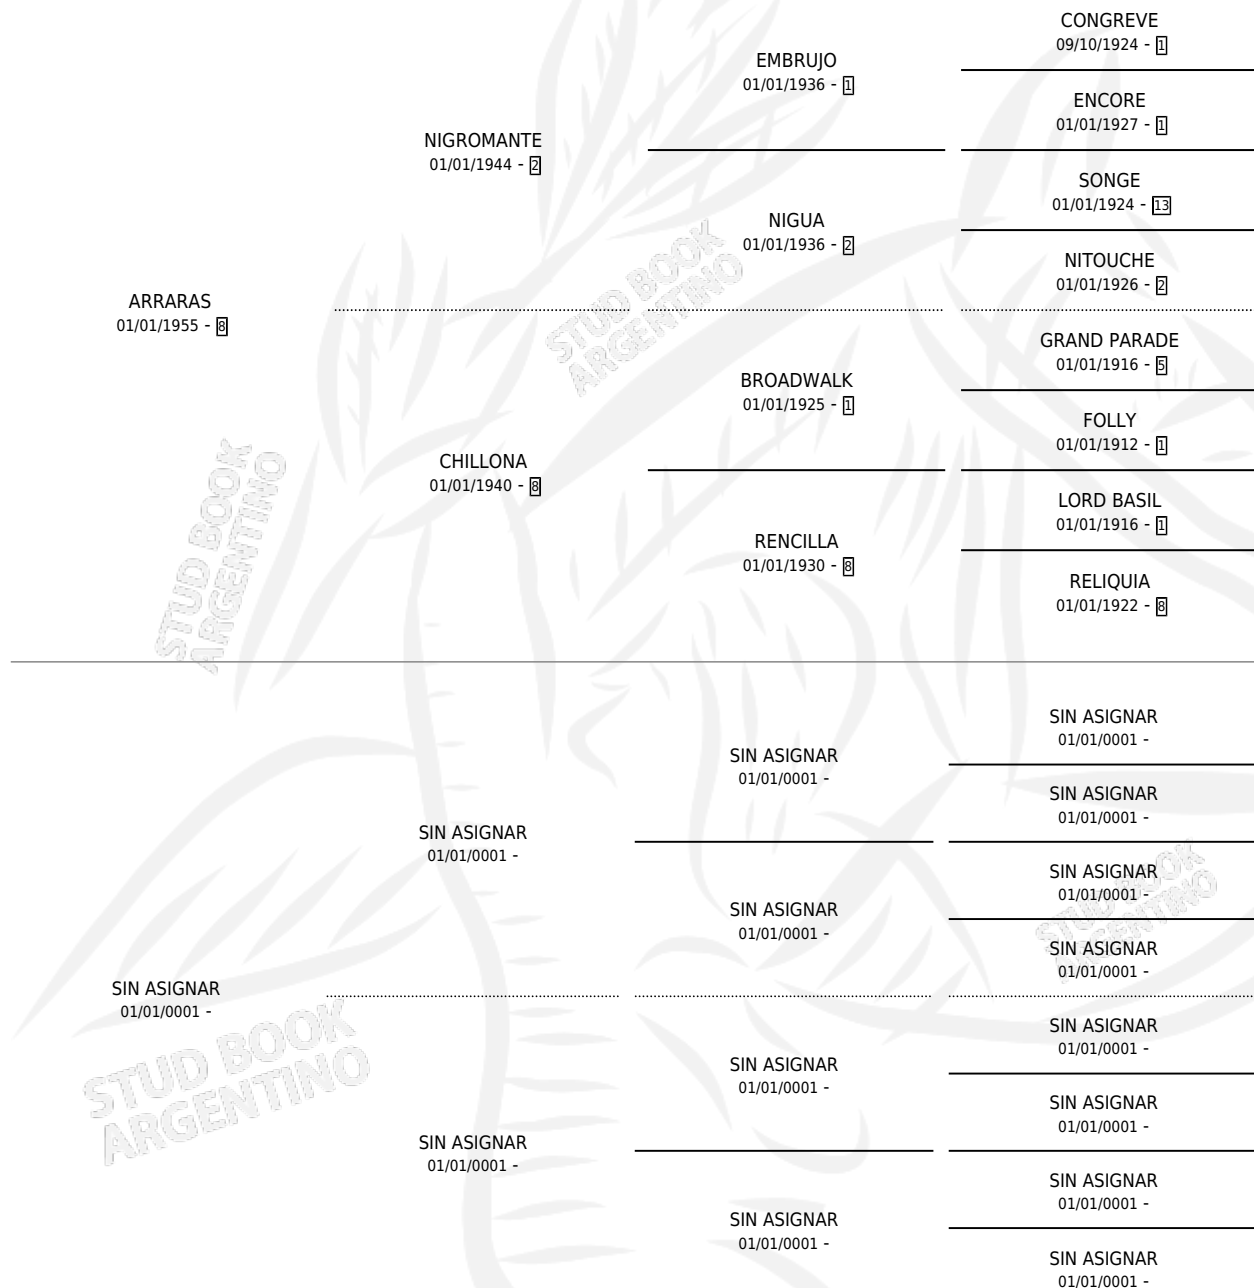 CONGREVE
09/10/1924 - 1
EMBRUJO
01/01/1936 - 1
ENCORE
01/01/1927 - 1
NIGROMANTE
01/01/1944 - 2
SONGE
01/01/1924 - 13
NIGUA
01/01/1936 - 2
NITOUCHE
01/01/1926 - 2
ARRARAS
01/01/1955 - 8
GRAND PARADE
01/01/1916 - 5
BROADWALK
01/01/1925 - 1
FOLLY
01/01/1912 - 1
CHILLONA
01/01/1940 - 8
LORD BASIL
01/01/1916 - 1
RENCILLA
01/01/1930 - 8
RELIQUIA
01/01/1922 - 8
STUD BOOK
ARGENTINO
STUD BOOK
ARGENTINO
SIN ASIGNAR
01/01/0001 -
SIN ASIGNAR
01/01/0001 -
SIN ASIGNAR
01/01/0001 -
SIN ASIGNAR
01/01/0001 -
SIN ASIGNAR
01/01/0001 -
SIN ASIGNAR
01/01/0001 -
SIN ASIGNAR
01/01/0001 -
SIN ASIGNAR
01/01/0001 -
SIN ASIGNAR
01/01/0001 -
SIN ASIGNAR
01/01/0001 -
SIN ASIGNAR
01/01/0001 -
SIN ASIGNAR
01/01/0001 -
SIN ASIGNAR
01/01/0001 -
SIN ASIGNAR
01/01/0001 -
SIN ASIGNAR
01/01/0001 -
STUD BOOK
ARGENTINO
STUD BOOK
ARGENTINO